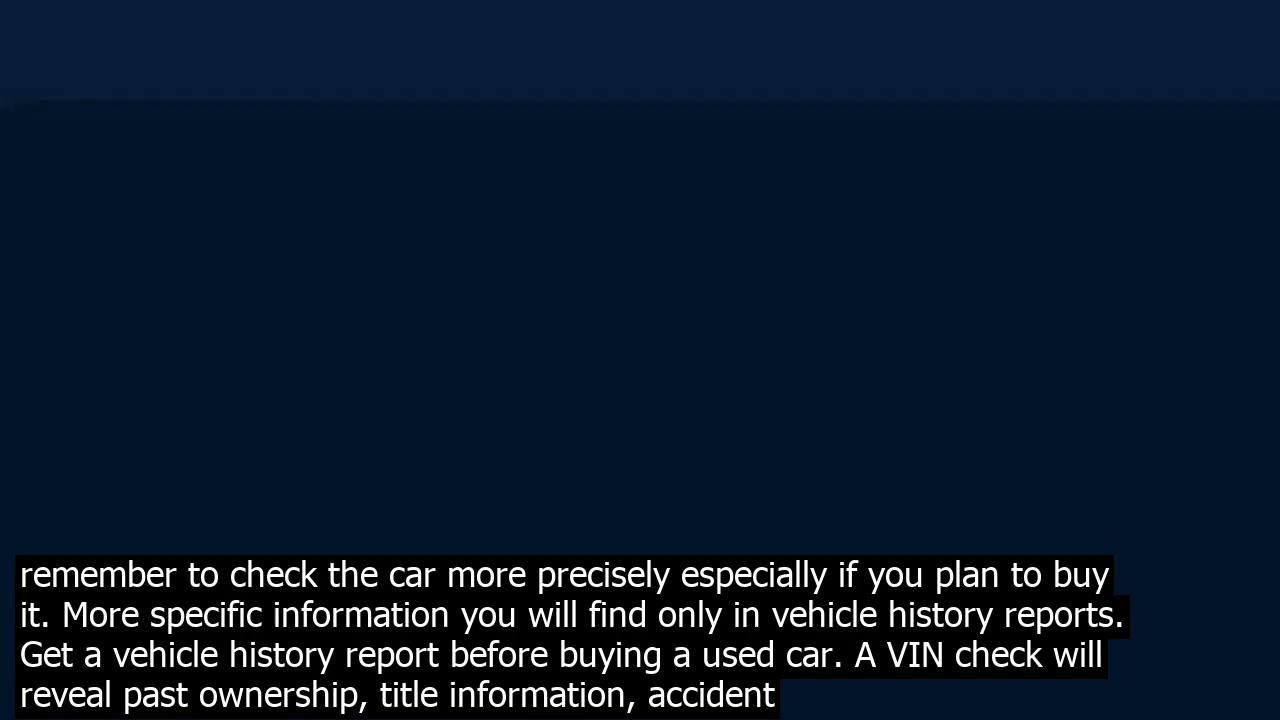 remember to check the car more precisely especially if you plan to buy
it. More specific information you will find only in vehicle history reports.
Get a vehicle history report before buying a used car. A VIN check will
reveal past ownership, title information, accident